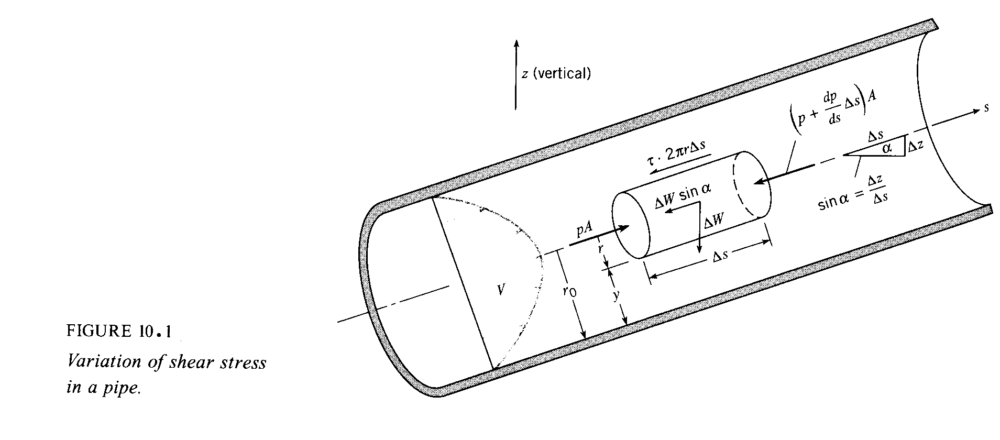 z (vertical)
(p + dp/ds Δs) A
s
Δs
α
Δz
τ · 2πrΔs
sin α = Δz/Δs
ΔW sin α
ΔW
pA
r
Δs
V
r₀
y
FIGURE 10.1
Variation of shear stress
in a pipe.